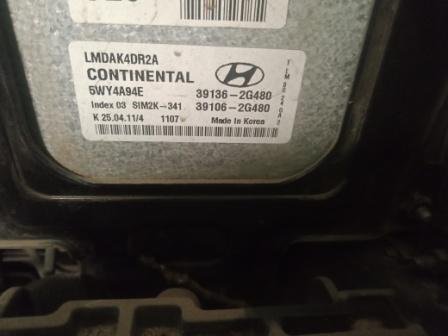 LMDAK4DR2A
CONTINENTAL
5WY4A94E 39136-2G480
Index 03 SIM2K-341 39106-2G480
K 25.04.11/4 1107 Made in Korea